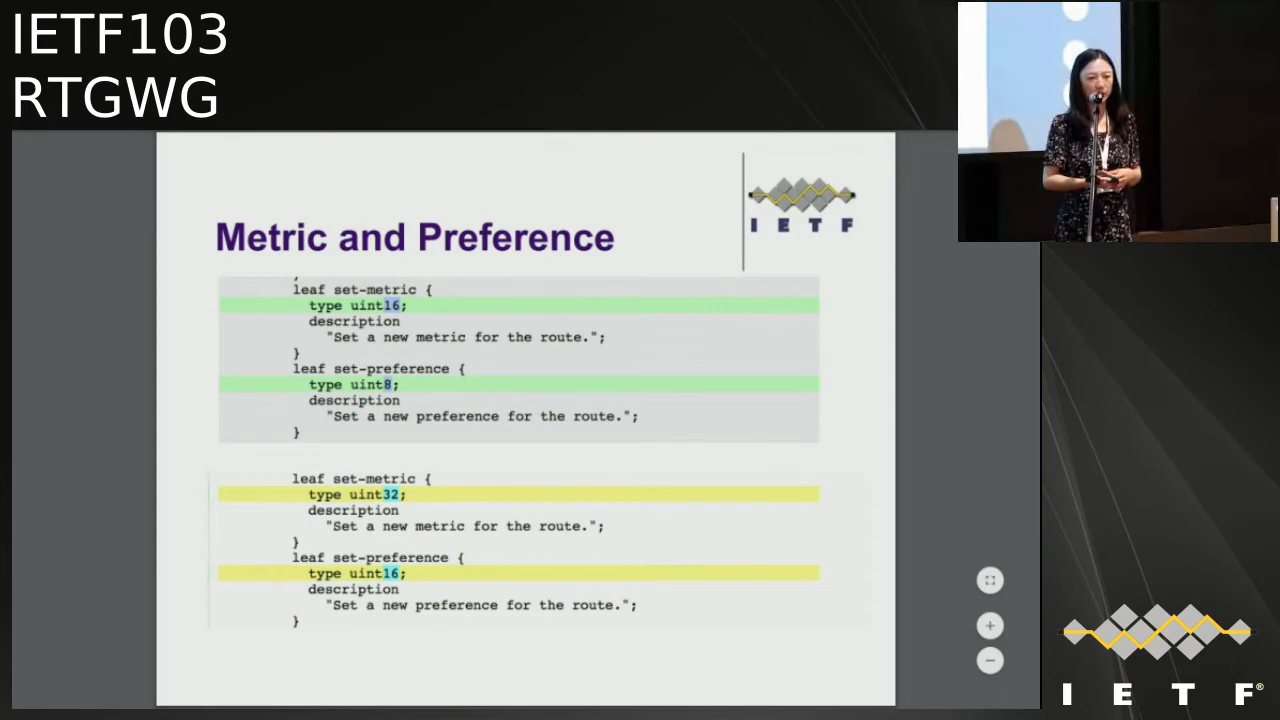 IETF103
RTGWG
I E T F
Metric and Preference
leaf set-metric {
type uint16;
description
"Set a new metric for the route.";
}
leaf set-preference {
type uint8;
description
"Set a new preference for the route.";
}
leaf set-metric {
type uint32;
description
"Set a new metric for the route.";
}
leaf set-preference {
type uint16;
description
"Set a new preference for the route.";
}
I E T F®